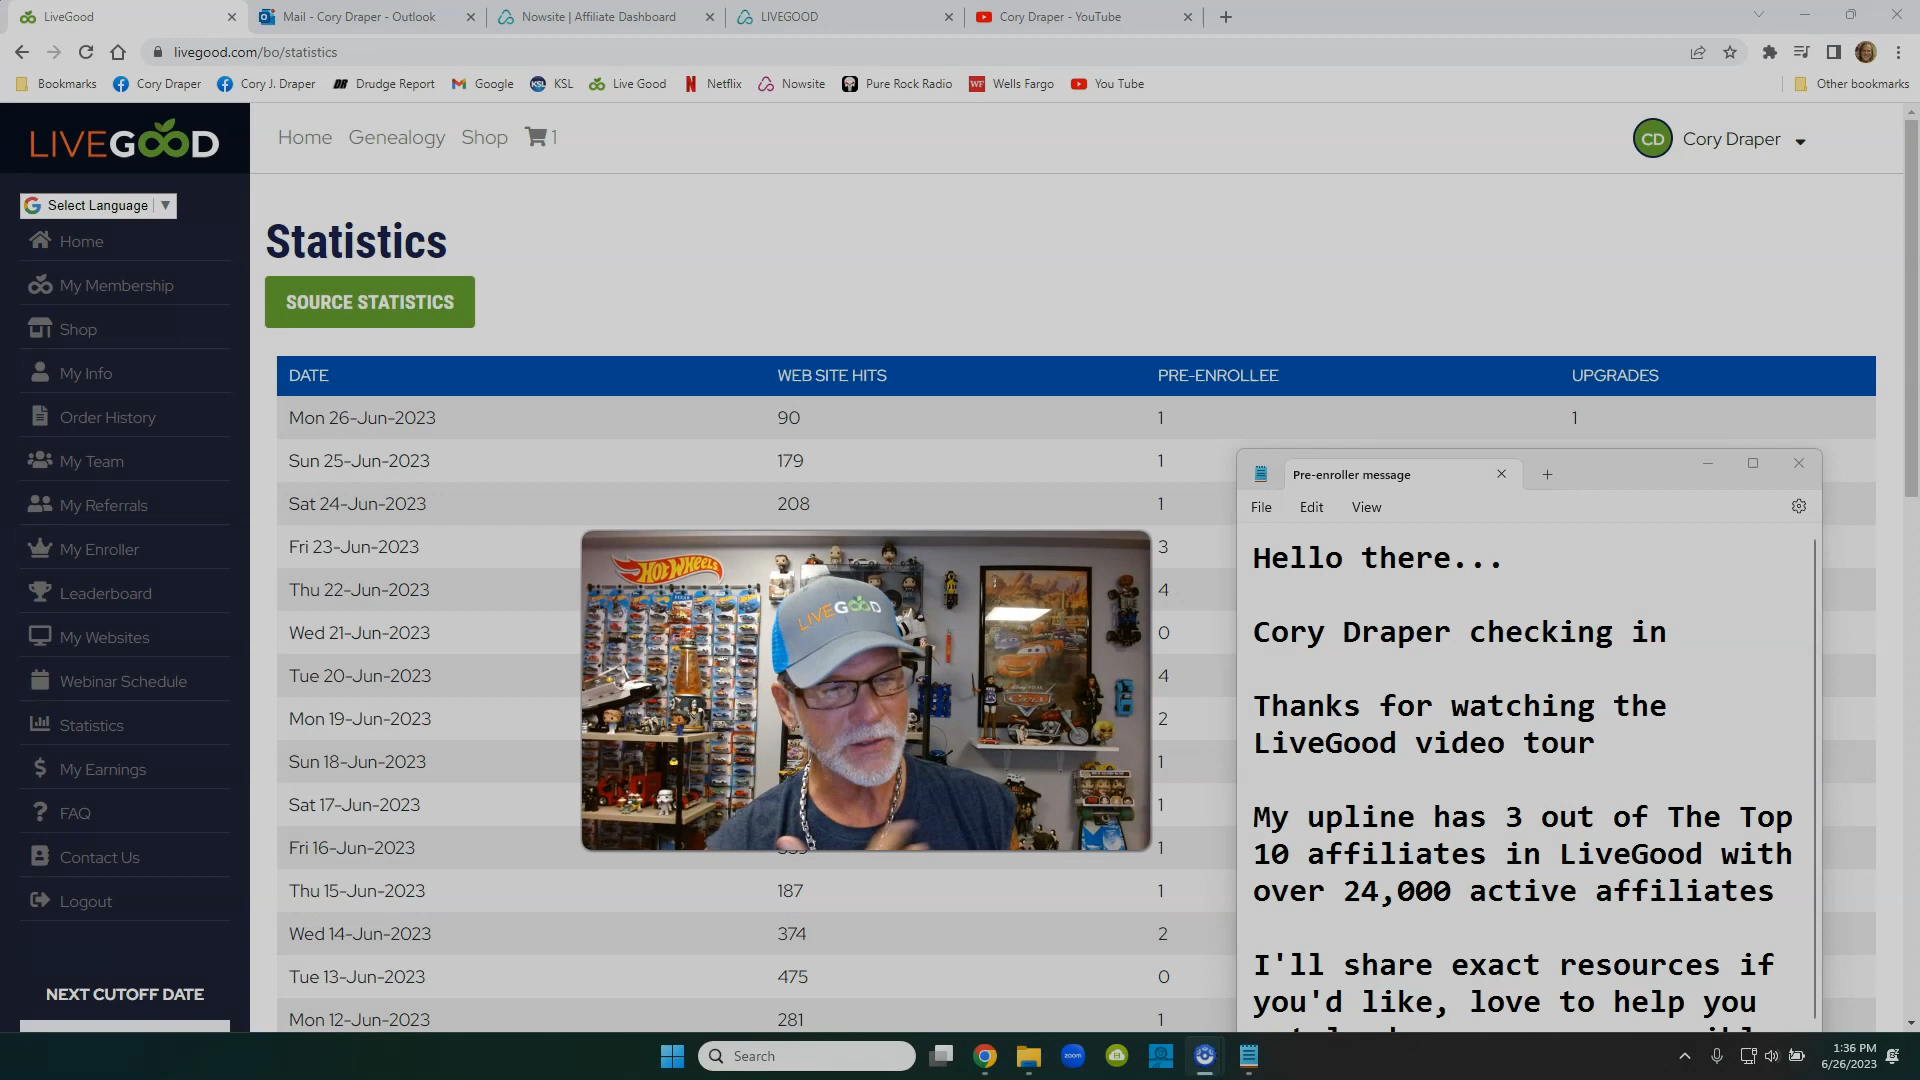 LiveGood
Mail - Cory Draper - Outlook
Nowsite | Affiliate Dashboard
LIVEGOOD
Cory Draper - YouTube
livegood.com/bo/statistics
Bookmarks
Cory Draper
Cory J. Draper
DR Drudge Report
Google
KSL KSL
Live Good
Netflix
Nowsite
Pure Rock Radio
WF Wells Fargo
You Tube
Other bookmarks
LIVEGOOD
Home Genealogy Shop 1
CD Cory Draper
Select Language ▼
Home
My Membership
Shop
My Info
Order History
My Team
My Referrals
My Enroller
Leaderboard
My Websites
Webinar Schedule
Statistics
My Earnings
FAQ
Contact Us
Logout
NEXT CUTOFF DATE
Statistics
SOURCE STATISTICS
DATE WEB SITE HITS PRE-ENROLLEE UPGRADES
Mon 26-Jun-2023 90 1 1
Sun 25-Jun-2023 179 1
Sat 24-Jun-2023 208 1
Fri 23-Jun-2023 3
Thu 22-Jun-2023 4
Wed 21-Jun-2023 0
Tue 20-Jun-2023 4
Mon 19-Jun-2023 2
Sun 18-Jun-2023 1
Sat 17-Jun-2023 1
Fri 16-Jun-2023 1
Thu 15-Jun-2023 187 1
Wed 14-Jun-2023 374 2
Tue 13-Jun-2023 475 0
Mon 12-Jun-2023 281 1
HOT WHEELS
LIVEGOOD
Cars
Pre-enroller message
File Edit View
Hello there...
Cory Draper checking in
Thanks for watching the
LiveGood video tour
My upline has 3 out of The Top
10 affiliates in LiveGood with
over 24,000 active affiliates
I'll share exact resources if
you'd like, love to help you
Search
zoom
1:36 PM
6/26/2023